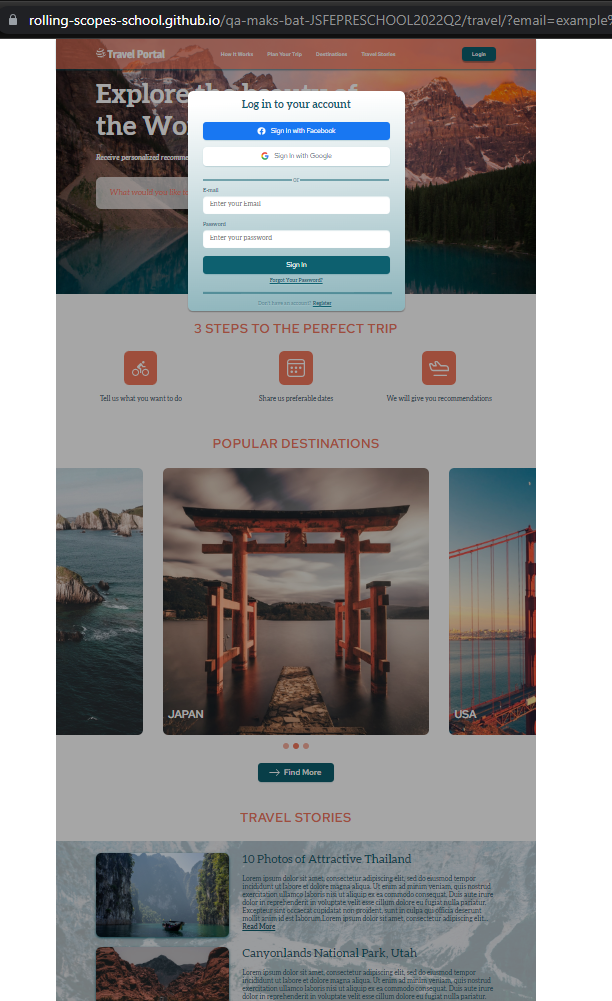 rolling-scopes-school.github.io/qa-maks-bat-JSFEPRESCHOOL2022Q2/travel/?email=example%
Travel Portal
How It Works
Plan Your Trip
Destinations
Travel Stories
Login
Explore the beauty of
the Wo
Receive personalized recomme
What would you like
Log in to your account
Sign In with Facebook
Sign In with Google
or
E-mail
Enter your Email
Password
Enter your password
Sign In
Forgot Your Password?
Don't have an account? Register
3 STEPS TO THE PERFECT TRIP
Tell us what you want to do
Share us preferable dates
We will give you recommendations
POPULAR DESTINATIONS
JAPAN
USA
Find More
TRAVEL STORIES
10 Photos of Attractive Thailand
Lorem ipsum dolor sit amet, consectetur adipiscing elit, sed do eiusmod tempor
incididunt ut labore et dolore magna aliqua. Ut enim ad minim veniam, quis nostrud
exercitation ullamco laboris nisi ut aliquip ex ea commodo consequat. Duis aute irure
dolor in reprehenderit in voluptate velit esse cillum dolore eu fugiat nulla pariatur.
Excepteur sint occaecat cupidatat non proident, sunt in culpa qui officia deserunt
mollit anim id est laborum.Lorem ipsum dolor sit amet, consectetur adipiscing elit...
Read More
Canyonlands National Park, Utah
Lorem ipsum dolor sit amet, consectetur adipiscing elit, sed do eiusmod tempor
incididunt ut labore et dolore magna aliqua. Ut enim ad minim veniam, quis nostrud
exercitation ullamco laboris nisi ut aliquip ex ea commodo consequat. Duis aute irure
dolor in reprehenderit in voluptate velit esse cillum dolore eu fugiat nulla pariatur.